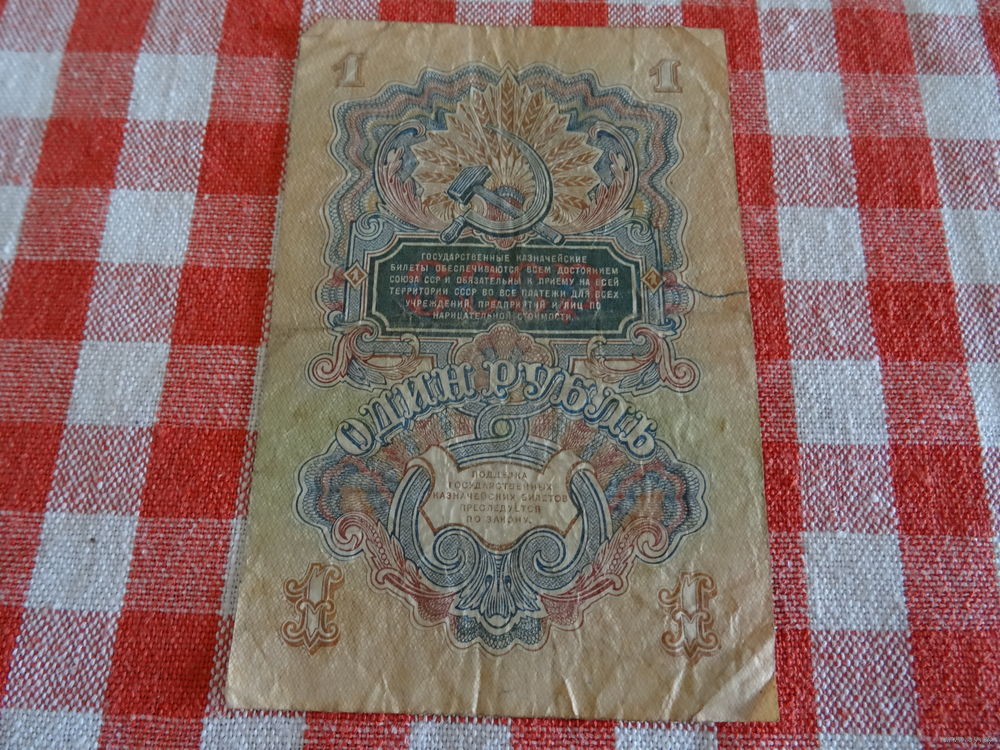 1 1
ГОСУДАРСТВЕННЫЕ КАЗНАЧЕЙСКИЕ
БИЛЕТЫ ОБЕСПЕЧИВАЮТСЯ ВСЕМ ДОСТОЯНИЕМ
СОЮЗА ССР И ОБЯЗАТЕЛЬНЫ К ПРИЕМУ НА ВСЕЙ
ТЕРРИТОРИИ СССР ВО ВСЕ ПЛАТЕЖИ ДЛЯ ВСЕХ
УЧРЕЖДЕНИЙ, ПРЕДПРИЯТИЙ И ЛИЦ ПО
НАРИЦАТЕЛЬНОЙ СТОИМОСТИ.
ОДИН РУБЛЬ
ПОДДЕЛКА
ГОСУДАРСТВЕННЫХ
КАЗНАЧЕЙСКИХ БИЛЕТОВ
ПРЕСЛЕДУЕТСЯ
ПО ЗАКОНУ.
1 1